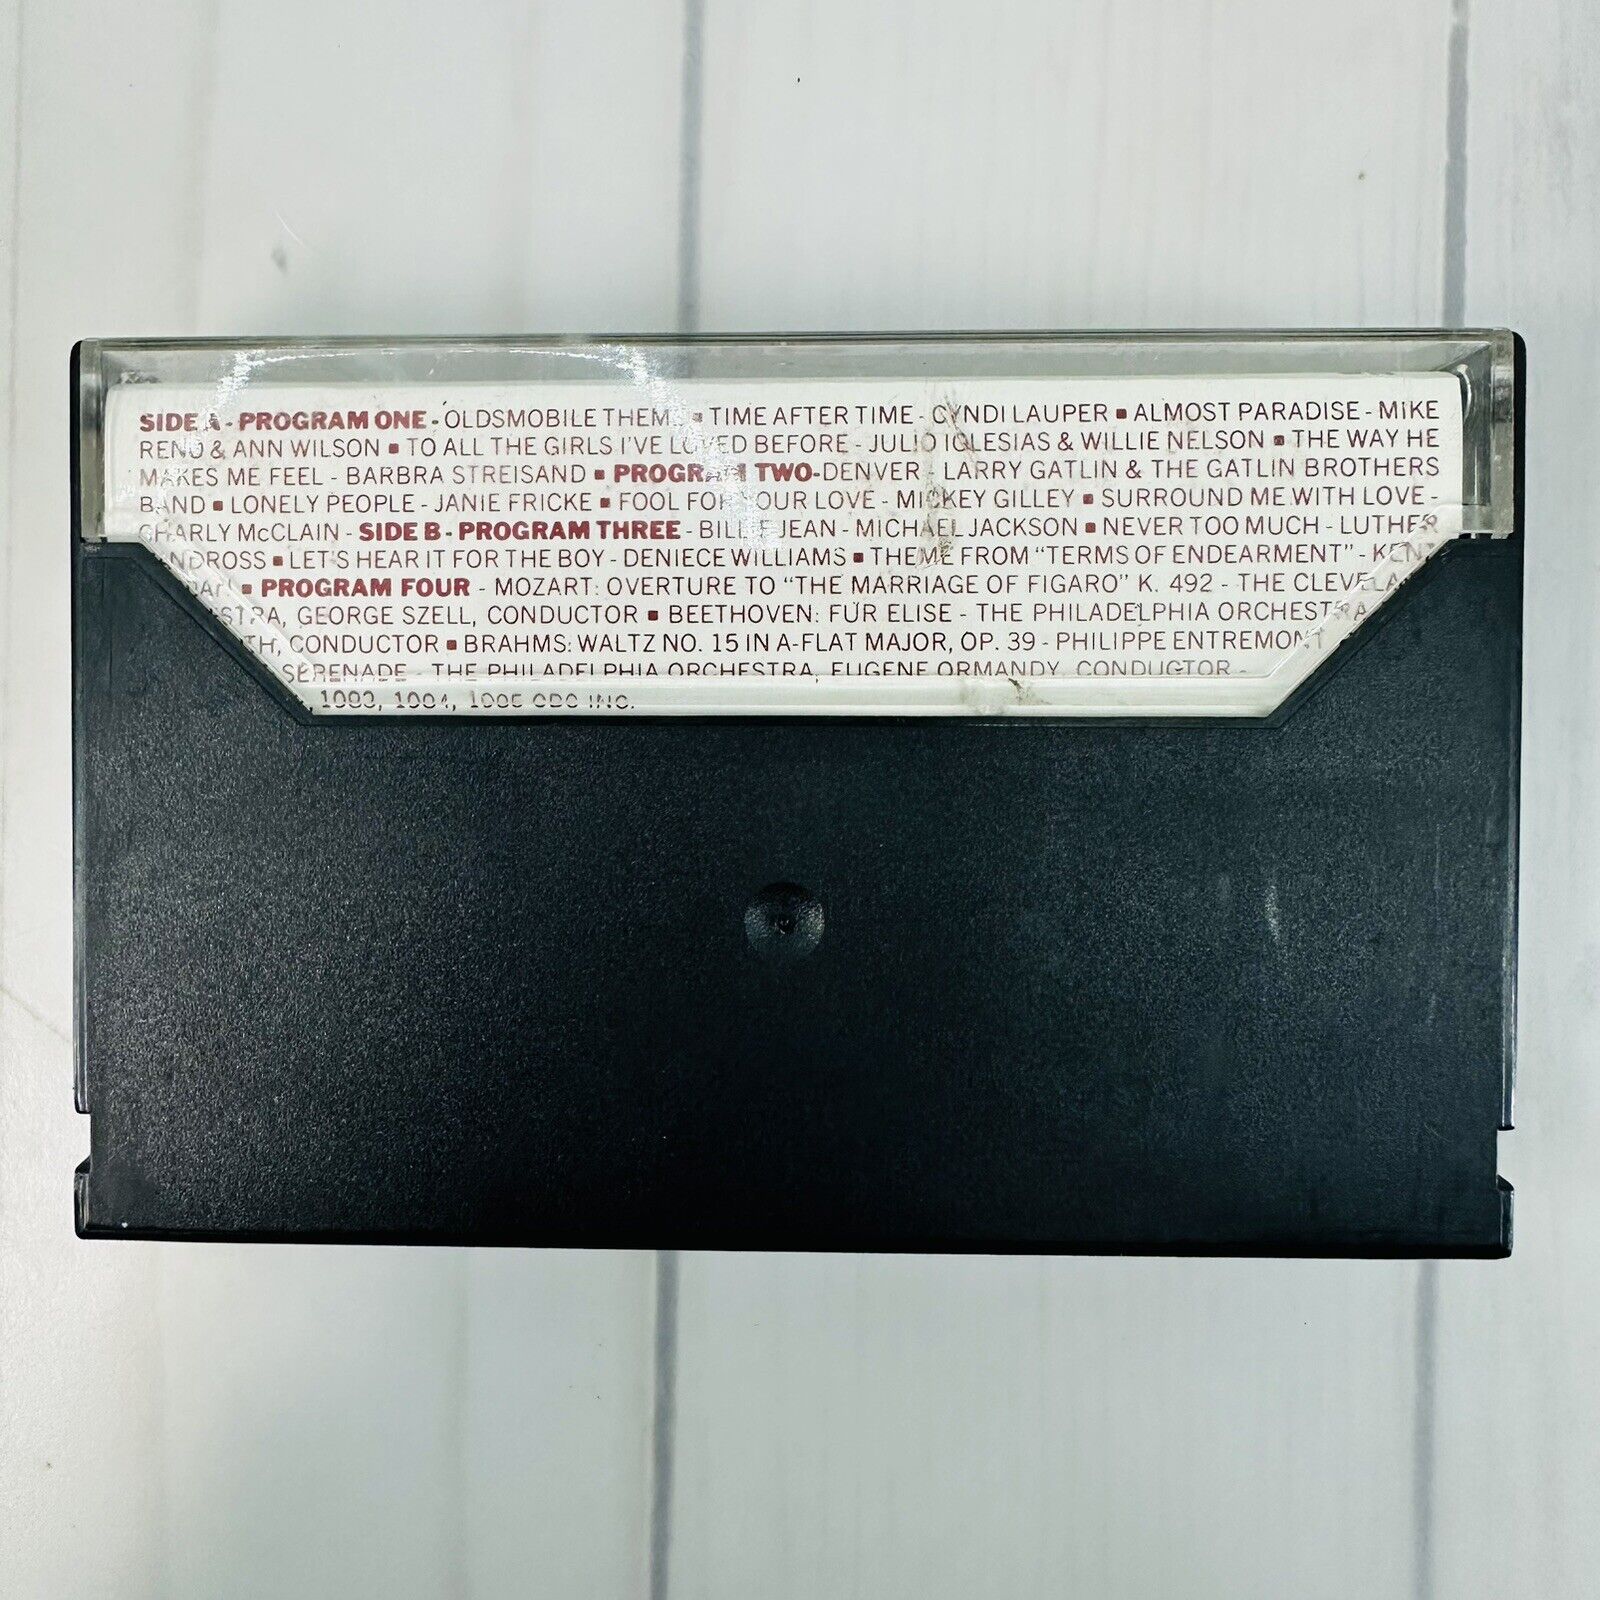 SIDE A - PROGRAM ONE - OLDSMOBILE THEME ▪ TIME AFTER TIME - CYNDI LAUPER ▪ ALMOST PARADISE - MIKE
RENO & ANN WILSON ▪ TO ALL THE GIRLS I'VE LOVED BEFORE - JULIO IGLESIAS & WILLIE NELSON ▪ THE WAY HE
MAKES ME FEEL - BARBRA STREISAND ▪ PROGRAM TWO-DENVER - LARRY GATLIN & THE GATLIN BROTHERS
BAND ▪ LONELY PEOPLE - JANIE FRICKE ▪ FOOL FOR YOUR LOVE - MICKEY GILLEY ▪ SURROUND ME WITH LOVE -
CHARLY McCLAIN - SIDE B - PROGRAM THREE - BILLIE JEAN - MICHAEL JACKSON ▪ NEVER TOO MUCH - LUTHER
▪ LET'S HEAR IT FOR THE BOY - DENIECE WILLIAMS ▪ THEME FROM "TERMS OF ENDEARMENT" -
▪ PROGRAM FOUR - MOZART: OVERTURE TO "THE MARRIAGE OF FIGARO" K. 492 - THE
GEORGE SZELL, CONDUCTOR ▪ BEETHOVEN: FÜR ELISE - THE PHILADELPHIA ORCHESTRA
CONDUCTOR ▪ BRAHMS: WALTZ NO. 15 IN A-FLAT MAJOR, OP. 39 - PHILIPPE ENTREMONT
SERENADE - THE PHILADELPHIA ORCHESTRA, EUGENE ORMANDY, CONDUCTOR -
1983, 1984, 1985 CBS INC.